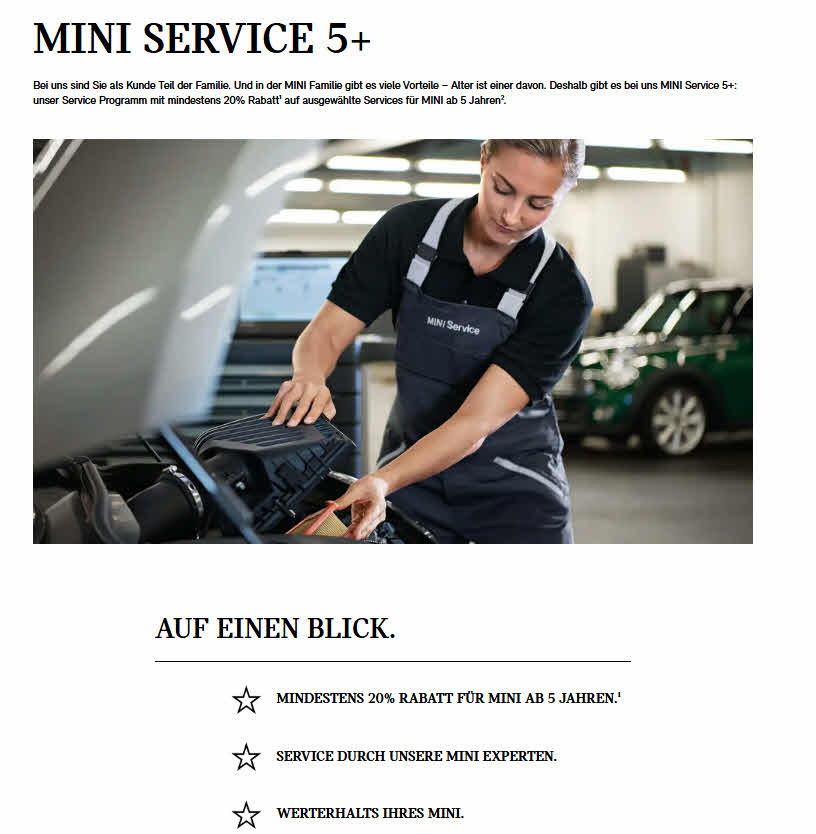 MINI SERVICE 5+
Bei uns sind Sie als Kunde Teil der Familie. Und in der MINI Familie gibt es viele Vorteile – Alter ist einer davon. Deshalb gibt es bei uns MINI Service 5+:
unser Service Programm mit mindestens 20% Rabatt¹ auf ausgewählte Services für MINI ab 5 Jahren².
MINI Service
AUF EINEN BLICK.
MINDESTENS 20% RABATT FÜR MINI AB 5 JAHREN.¹
SERVICE DURCH UNSERE MINI EXPERTEN.
WERTERHALTS IHRES MINI.